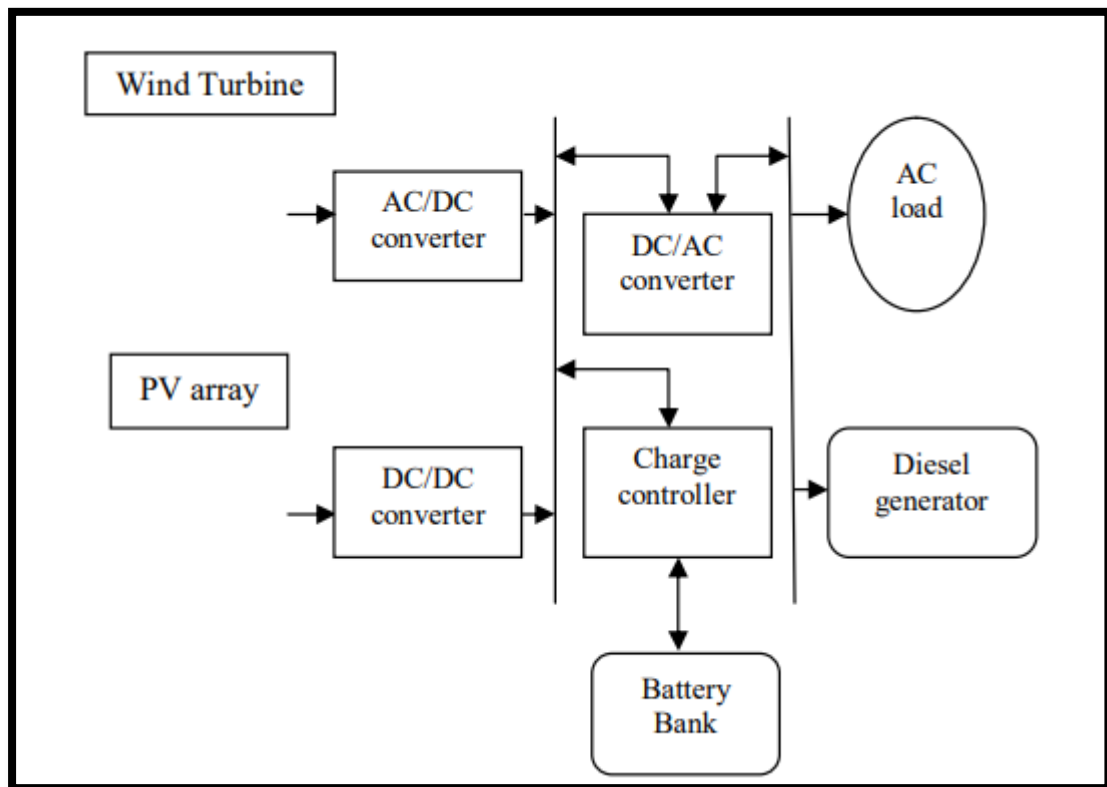 Wind Turbine
AC/DC
converter
DC/AC
converter
AC
load
PV array
DC/DC
converter
Charge
controller
Diesel
generator
Battery
Bank